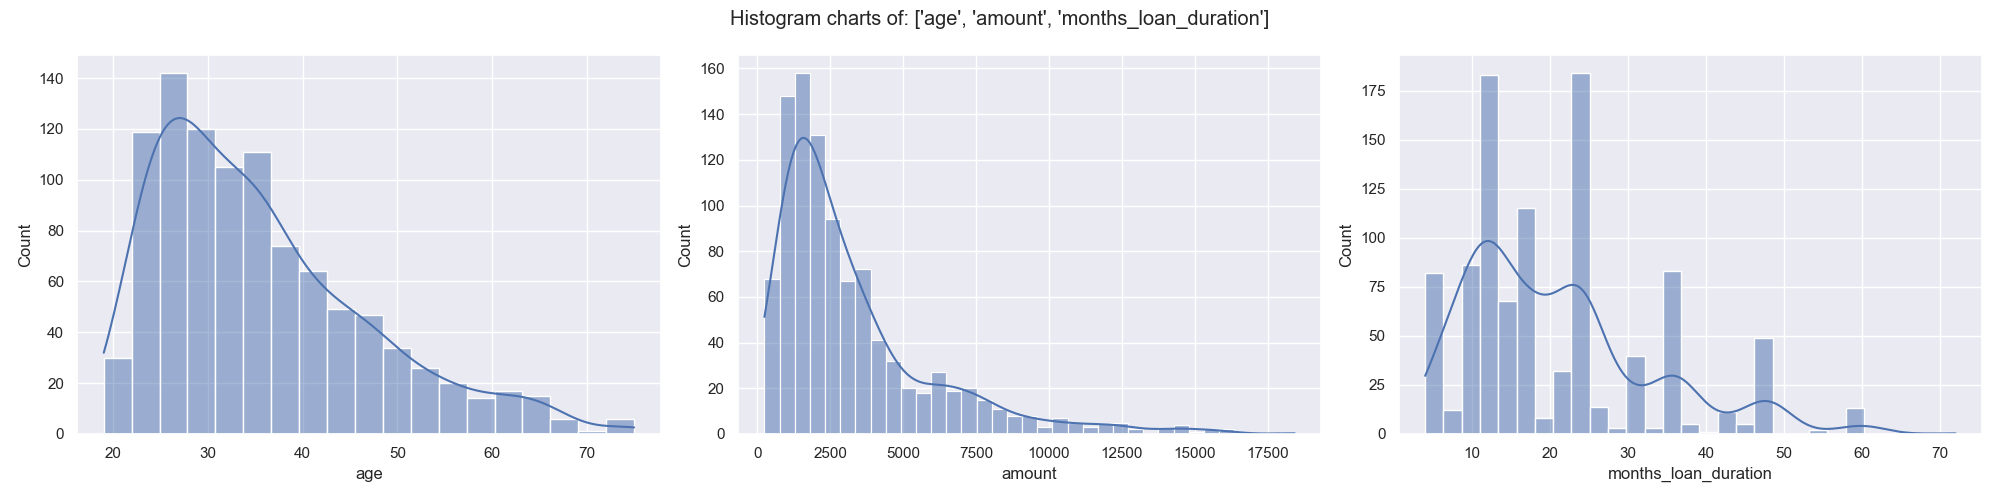 Histogram charts of: ['age', 'amount', 'months_loan_duration']
140
120
100
80
60
40
20
0
Count
20 30 40 50 60 70
age
160
140
120
100
80
60
40
20
0
Count
0 2500 5000 7500 10000 12500 15000 17500
amount
175
150
125
100
75
50
25
0
Count
10 20 30 40 50 60 70
months_loan_duration